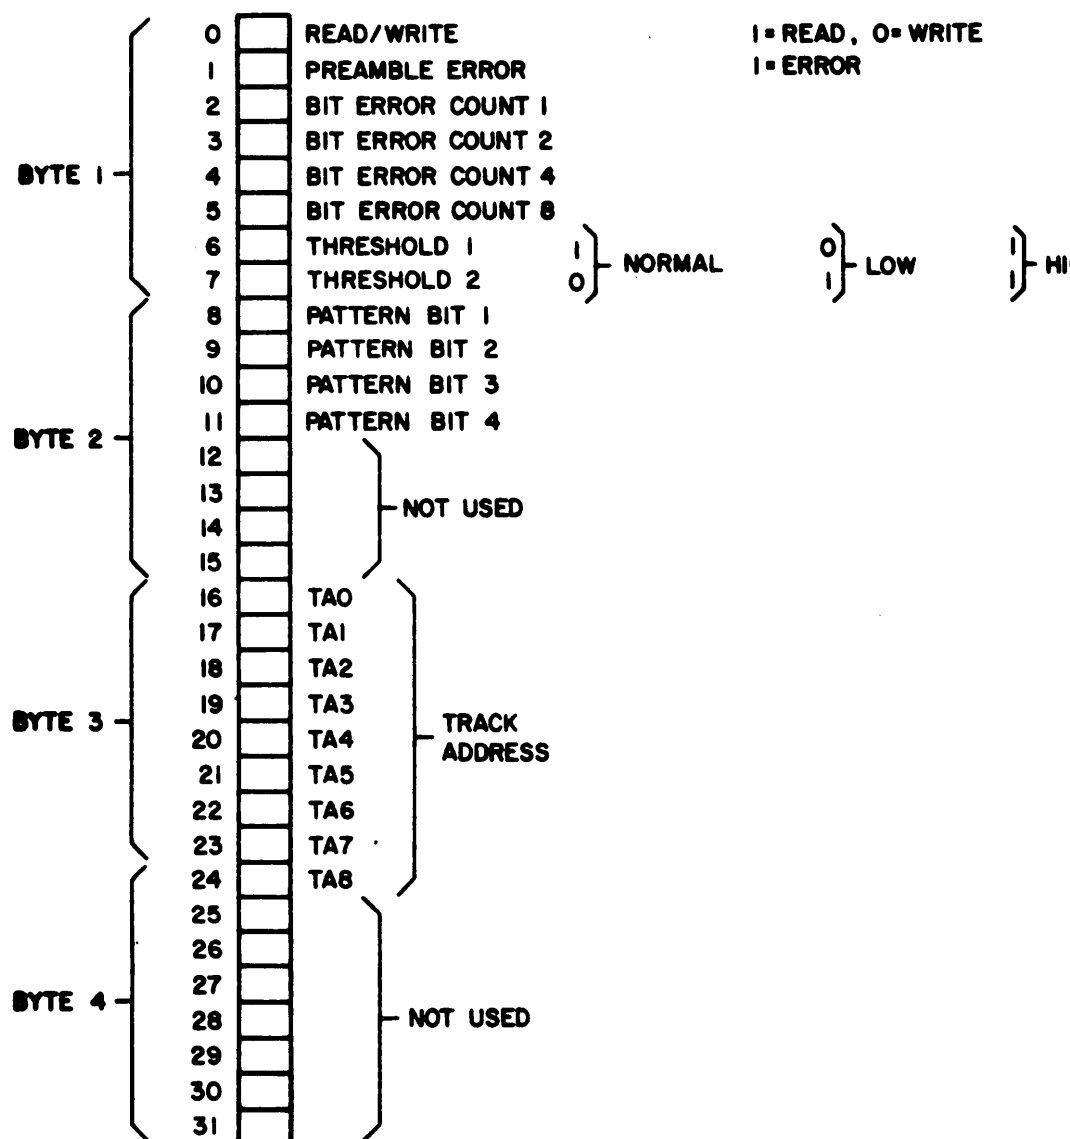 0 READ/WRITE 1=READ, 0=WRITE
1 PREAMBLE ERROR 1=ERROR
2 BIT ERROR COUNT 1
3 BIT ERROR COUNT 2
BYTE 1 4 BIT ERROR COUNT 4
5 BIT ERROR COUNT 8
6 THRESHOLD 1 1 0 1
NORMAL LOW HI
7 THRESHOLD 2 0 1 1
8 PATTERN BIT 1
9 PATTERN BIT 2
10 PATTERN BIT 3
11 PATTERN BIT 4
BYTE 2
12
13
NOT USED
14
15
16 TA0
17 TA1
18 TA2
19 TA3
BYTE 3 TRACK
20 TA4
ADDRESS
21 TA5
22 TA6
23 TA7
24 TA8
25
26
27
BYTE 4
28 NOT USED
29
30
31